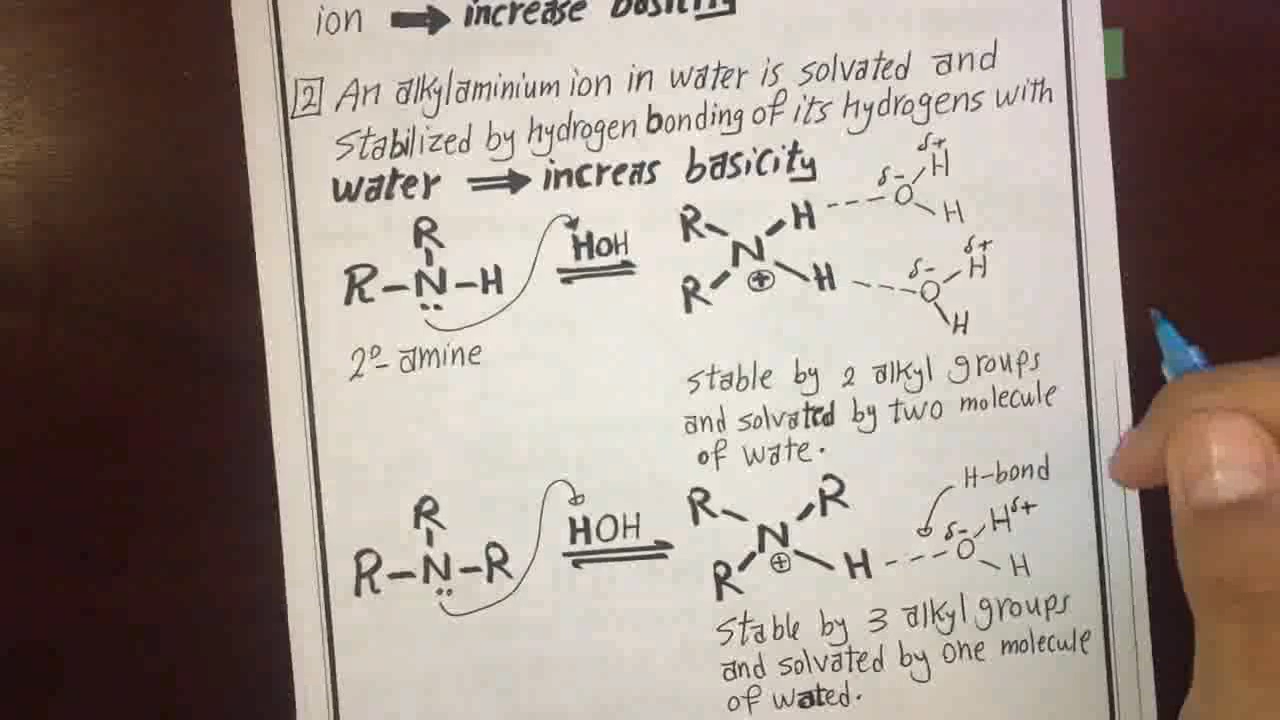 ion ➡ increase basicity
[2] An alkylaminium ion in water is solvated and
stabilized by hydrogen bonding of its hydrogens with
water ⟹ increas basicity
R
R-N̤-H
HOH
R
R
N
⊕
H
H
δ-
O
δ+
H
H
δ-
O
δ+
H
H
2º- amine
stable by 2 alkyl groups
and solvated by two molecule
of wate.
R
R-N̤-R
HOH
R
R
R
N
⊕
H
H-bond
δ-
O
Hδ+
H
Stable by 3 alkyl groups
and solvated by one molecule
of wated.